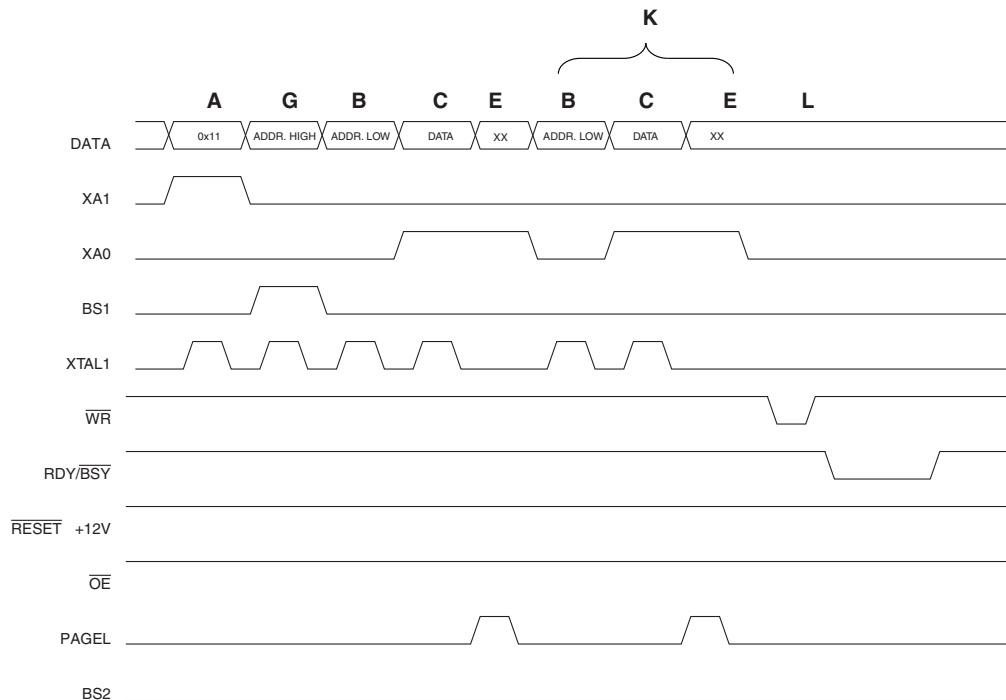 K
A G B C E B C E L
DATA 0x11 ADDR. HIGH ADDR. LOW DATA XX ADDR. LOW DATA XX
XA1
XA0
BS1
XTAL1
WR
RDY/BSY
RESET +12V
OE
PAGEL
BS2